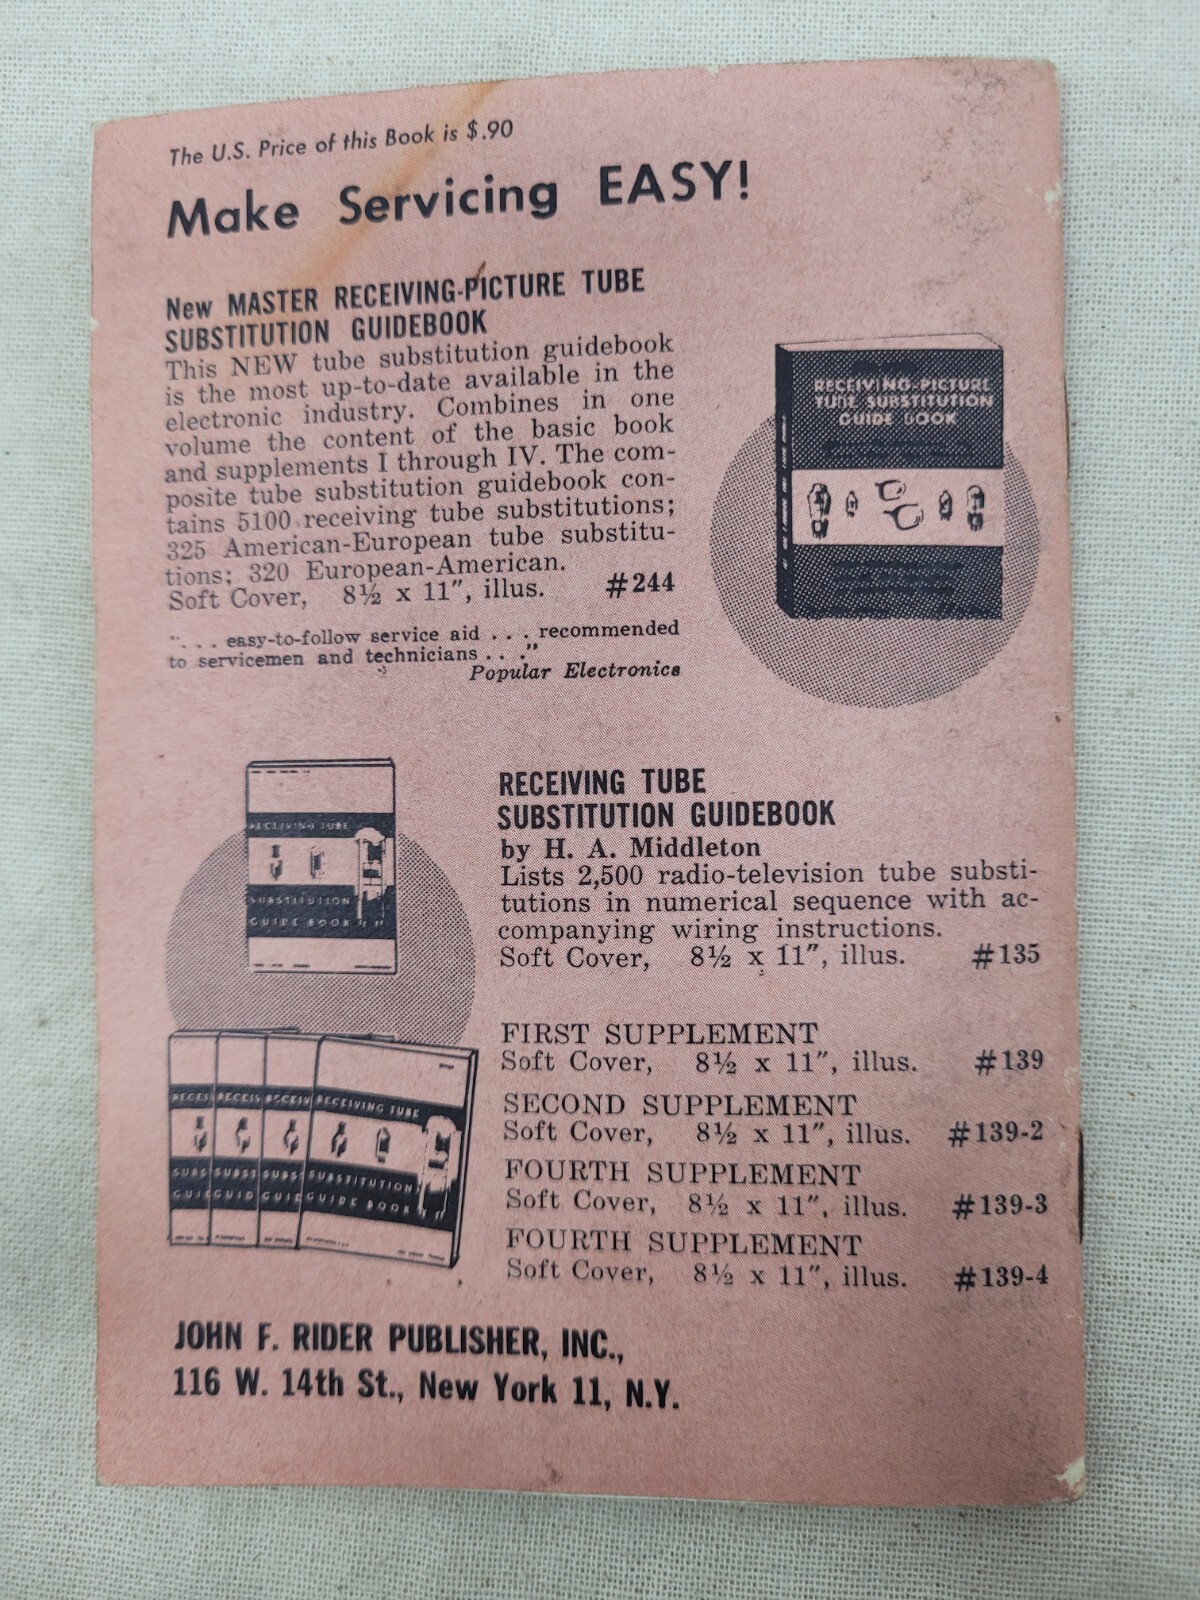 The U.S. Price of this Book is $.90
Make Servicing EASY!
New MASTER RECEIVING-PICTURE TUBE
SUBSTITUTION GUIDEBOOK
This NEW tube substitution guidebook
is the most up-to-date available in the
electronic industry. Combines in one
volume the content of the basic book
and supplements I through IV. The com-
posite tube substitution guidebook con-
tains 5100 receiving tube substitutions;
325 American-European tube substitu-
tions; 320 European-American.
Soft Cover, 8½ x 11", illus. #244
". . . easy-to-follow service aid . . . recommended
to servicemen and technicians . . ."
Popular Electronics
RECEIVING-PICTURE
TUBE SUBSTITUTION
GUIDE BOOK
RECEIVING TUBE
SUBSTITUTION
GUIDE BOOK
RECEIVING TUBE
SUBSTITUTION GUIDEBOOK
by H. A. Middleton
Lists 2,500 radio-television tube substi-
tutions in numerical sequence with ac-
companying wiring instructions.
Soft Cover, 8½ x 11", illus. #135
FIRST SUPPLEMENT
Soft Cover, 8½ x 11", illus. #139
SECOND SUPPLEMENT
Soft Cover, 8½ x 11", illus. #139-2
FOURTH SUPPLEMENT
Soft Cover, 8½ x 11", illus. #139-3
FOURTH SUPPLEMENT
Soft Cover, 8½ x 11", illus. #139-4
RECEI RECEIV RECEIV RECEIVING TUBE
SUBS SUBST SUBS SUBSTITUTION
GUI GUID GUIE GUIDE BOOK
JOHN F. RIDER PUBLISHER, INC.,
116 W. 14th St., New York 11, N.Y.